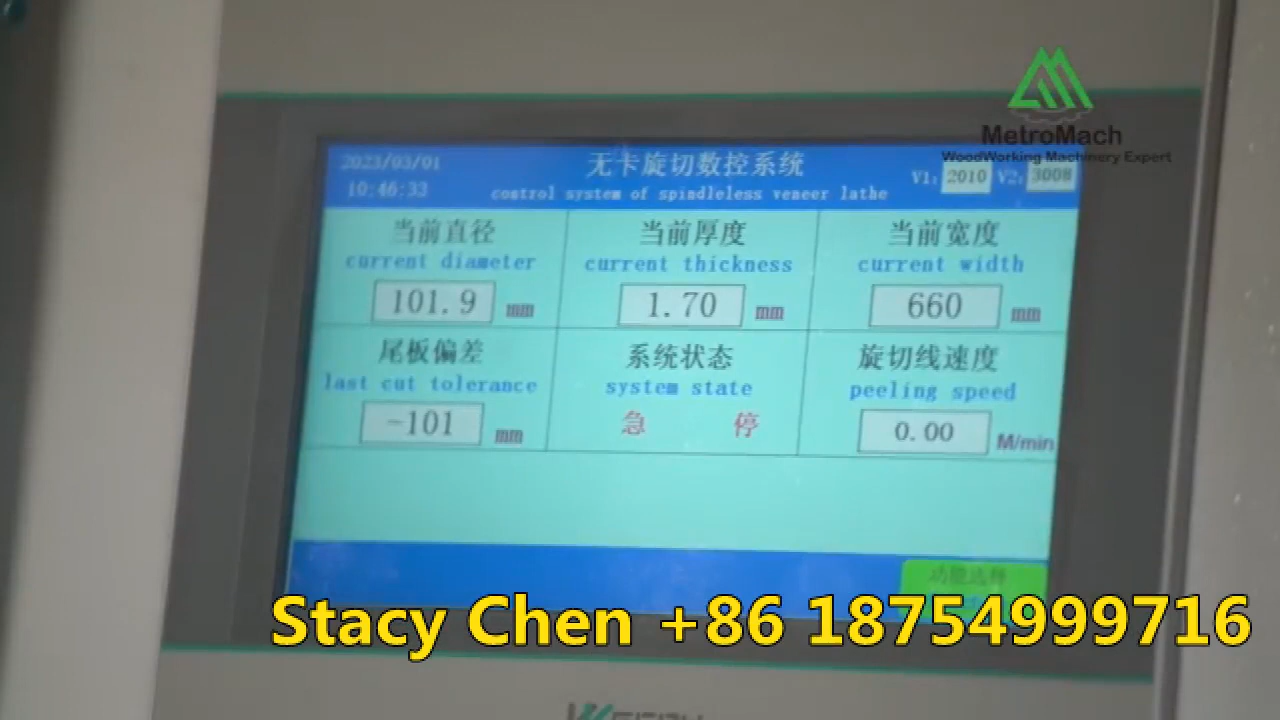 MetroMach
WoodWorking Machinery Expert
2023/03/01
10:46:33
无卡旋切数控系统
control system of spindleless veneer lathe
V1: 2010 V2: 3008
当前直径
current diameter
101.9 mm
当前厚度
current thickness
1.70 mm
当前宽度
current width
660 mm
尾板偏差
last cut tolerance
-101 mm
系统状态
system state
急 停
旋切线速度
peeling speed
0.00 M/min
功能选择
Stacy Chen +86 18754999716